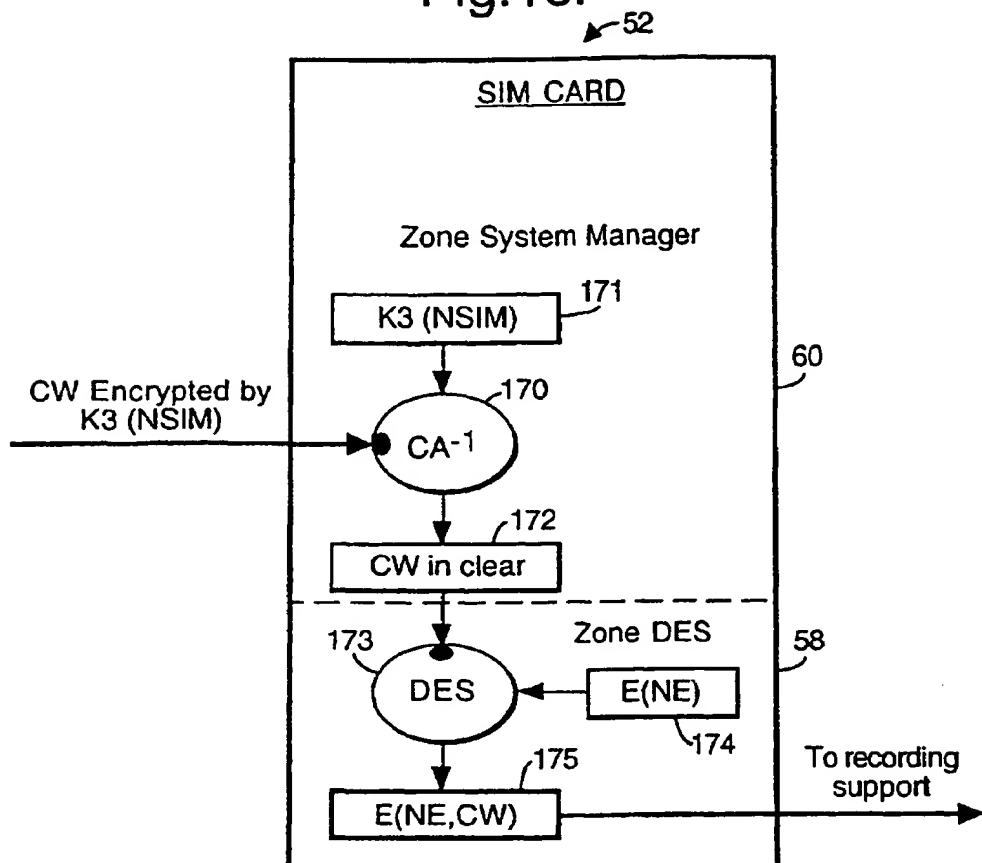 52
SIM CARD
Zone System Manager
171
K3 (NSIM)
60
CW Encrypted by
K3 (NSIM)
170
CA-1
172
CW in clear
Zone DES
58
173
DES
E(NE)
174
175
E(NE,CW)
To recording
support